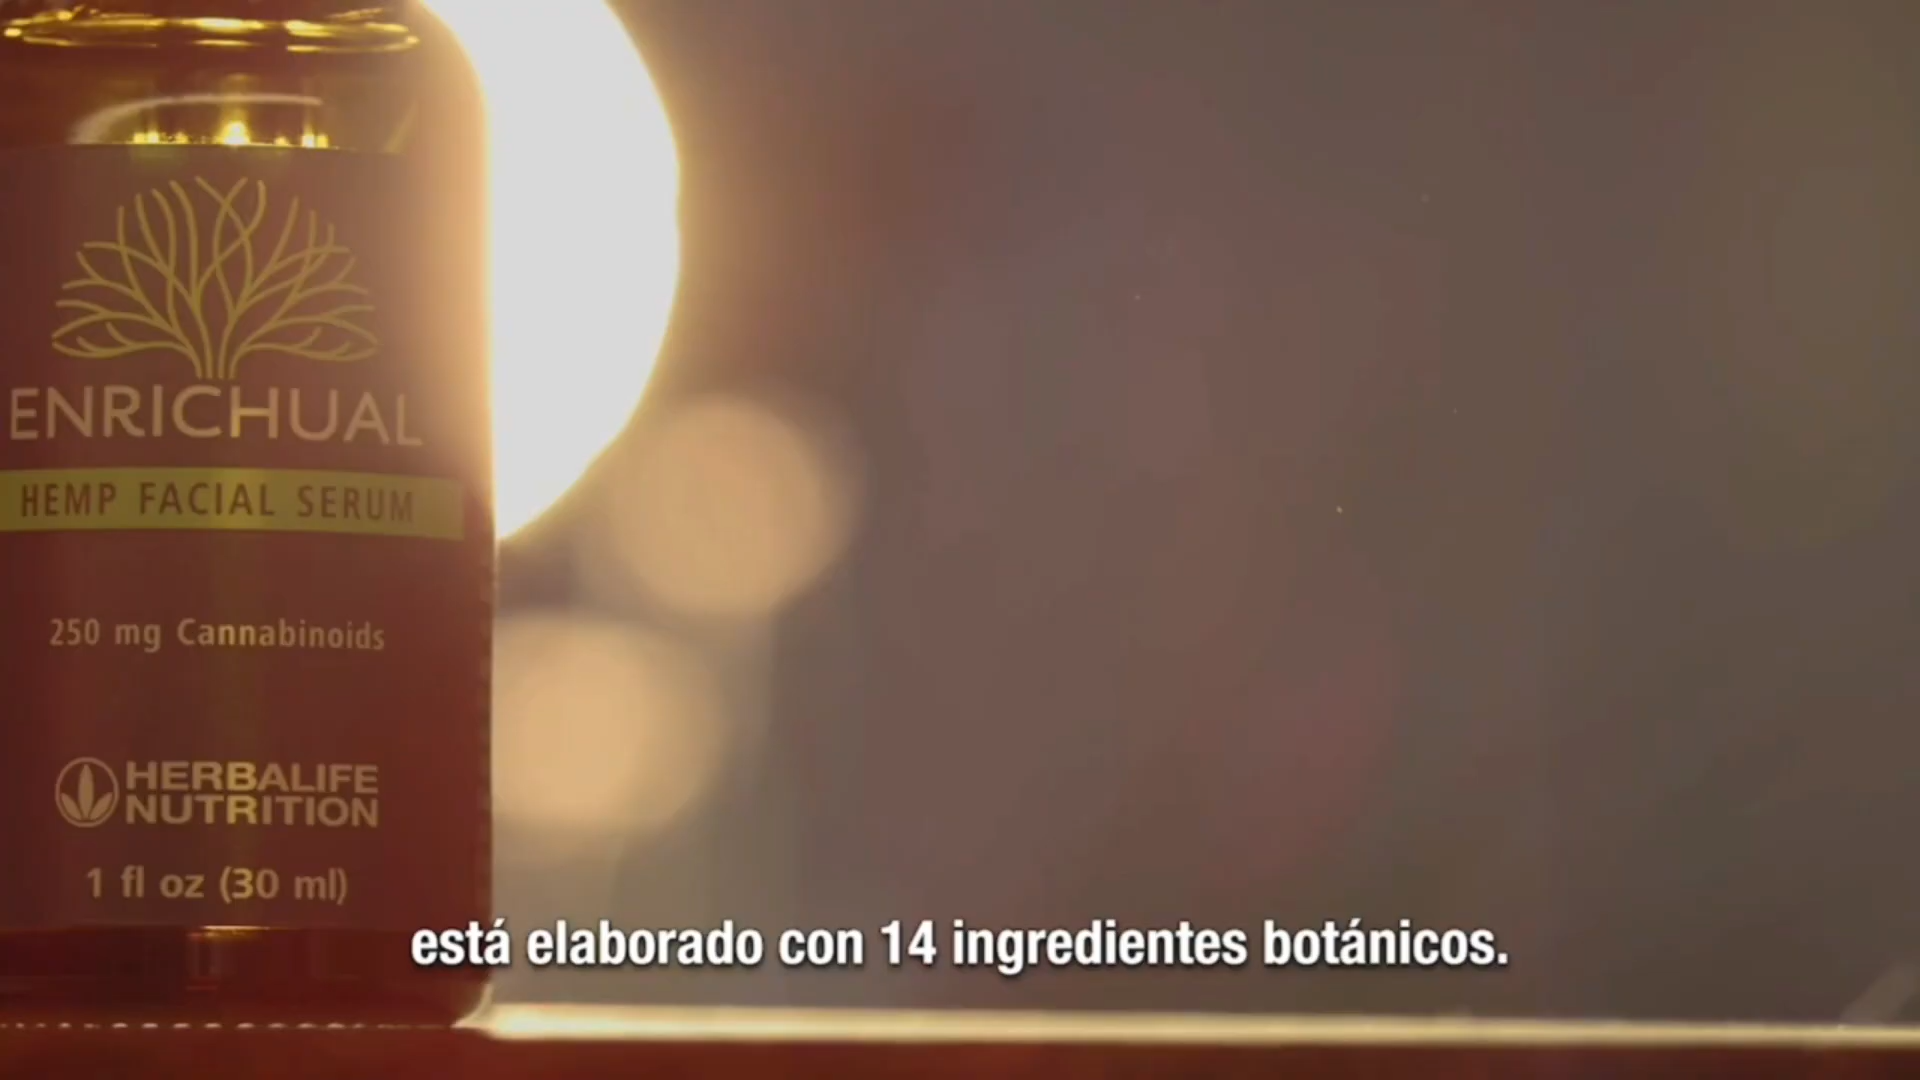 ENRICHUAL
HEMP FACIAL SERUM
250 mg Cannabinoids
HERBALIFE
NUTRITION
1 fl oz (30 ml)
está elaborado con 14 ingredientes botánicos.